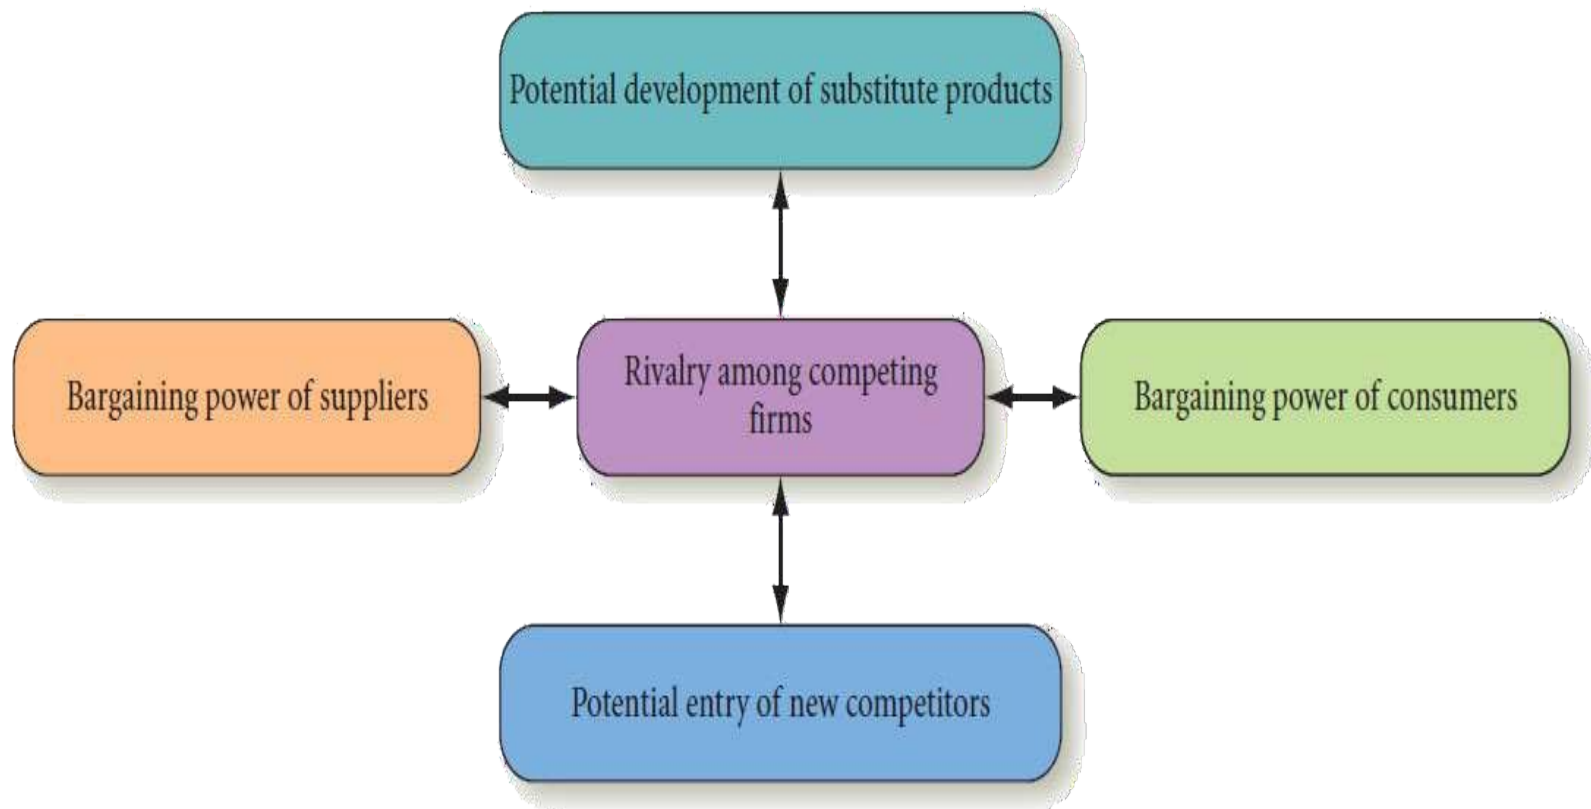 Potential development of substitute products
Bargaining power of suppliers
Rivalry among competing
firms
Bargaining power of consumers
Potential entry of new competitors